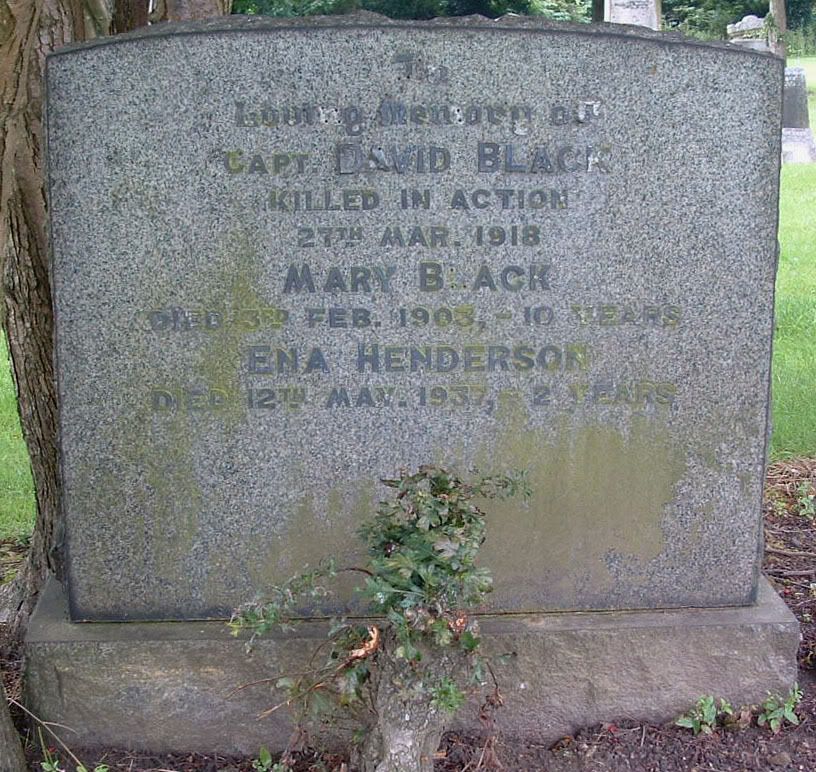 To
Loving Memory of
CAPT. DAVID BLACK
KILLED IN ACTION
27TH MAR. 1918
MARY BLACK
DIED 3RD FEB. 1903, - 10 YEARS
ENA HENDERSON
DIED 12TH MAY. 1937, - 2 YEARS